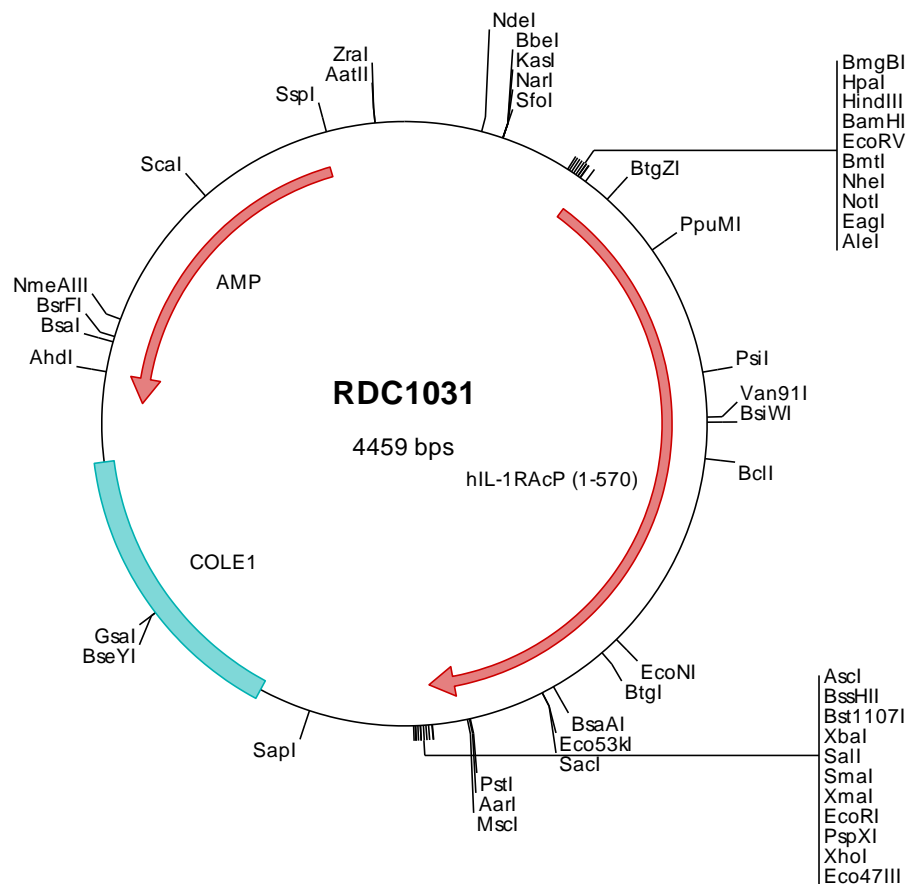 NdeI
BbeI
KasI
NarI
SfoI
ZraI
AatII
SspI
ScaI
BmgBI
HpaI
HindIII
BamHI
EcoRV
BmtI
NheI
NotI
EagI
AleI
BtgZI
PpuMI
AMP
NmeAIII
BsrFI
BsaI
AhdI
PsiI
Van91I
BsiWI
BclI
RDC1031
4459 bps
hIL-1RAcP (1-570)
COLE1
GsaI
BseYI
SapI
EcoNI
BtgI
BsaAI
Eco53kI
SacI
PstI
AarI
MscI
AscI
BssHII
Bst1107I
XbaI
SalI
SmaI
XmaI
EcoRI
PspXI
XhoI
Eco47III